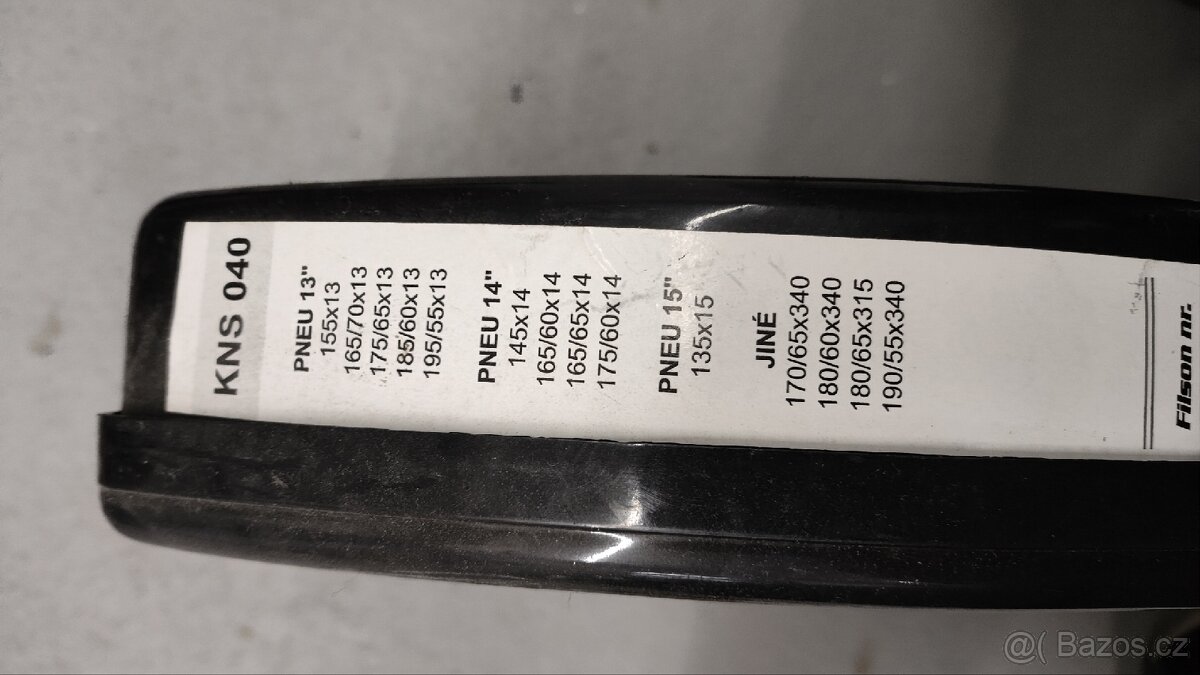 KNS 040
PNEU 13"
155x13
165/70x13
175/65x13
185/60x13
195/55x13
PNEU 14"
145x14
165/60x14
165/65x14
175/60x14
PNEU 15"
135x15
JINÉ
170/65x340
180/60x340
180/65x315
190/55x340
Filson nr.
@( Bazos.cz